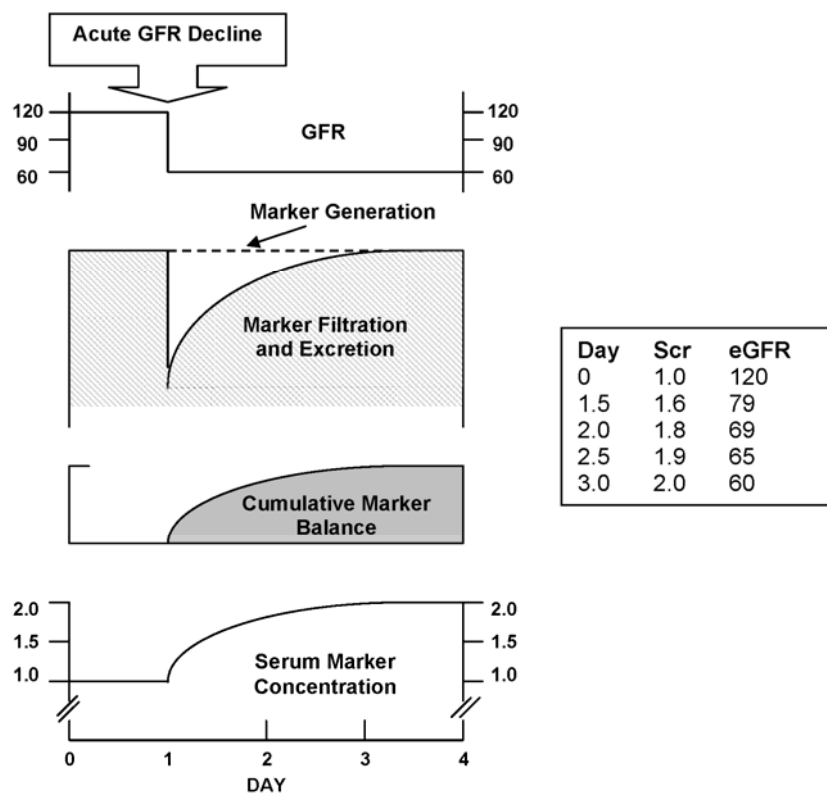 Acute GFR Decline
120
90
60
GFR
120
90
60
Marker Generation
Marker Filtration
and Excretion
Day Scr eGFR
0 1.0 120
1.5 1.6 79
2.0 1.8 69
2.5 1.9 65
3.0 2.0 60
Cumulative Marker
Balance
2.0
1.5
1.0
Serum Marker
Concentration
2.0
1.5
1.0
0 1 2 3 4
DAY